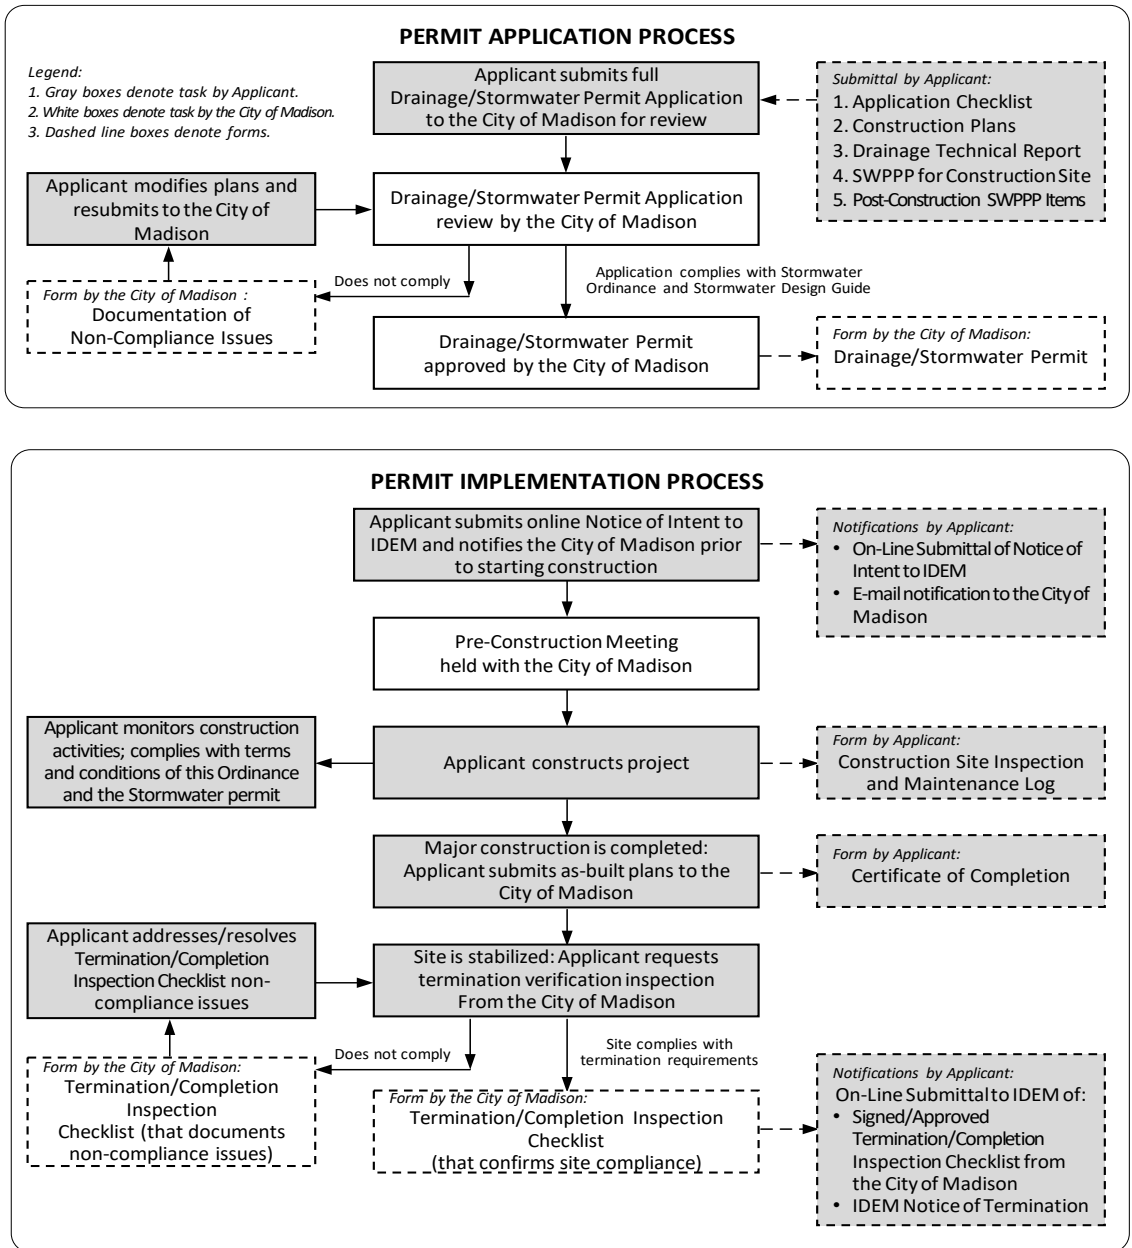 PERMIT APPLICATION PROCESS
Legend:
1. Gray boxes denote task by Applicant.
2. White boxes denote task by the City of Madison.
3. Dashed line boxes denote forms.
Applicant submits full
Drainage/Stormwater Permit Application
to the City of Madison for review
Submittal by Applicant:
1. Application Checklist
2. Construction Plans
3. Drainage Technical Report
4. SWPPP for Construction Site
5. Post-Construction SWPPP Items
Applicant modifies plans and
resubmits to the City of
Madison
Drainage/Stormwater Permit Application
review by the City of Madison
Does not comply
Application complies with Stormwater
Ordinance and Stormwater Design Guide
Form by the City of Madison :
Documentation of
Non-Compliance Issues
Drainage/Stormwater Permit
approved by the City of Madison
Form by the City of Madison:
Drainage/Stormwater Permit
PERMIT IMPLEMENTATION PROCESS
Applicant submits online Notice of Intent to
IDEM and notifies the City of Madison prior
to starting construction
Notifications by Applicant:
• On-Line Submittal of Notice of
Intent to IDEM
• E-mail notification to the City of
Madison
Pre-Construction Meeting
held with the City of Madison
Applicant monitors construction
activities; complies with terms
and conditions of this Ordinance
and the Stormwater permit
Applicant constructs project
Form by Applicant:
Construction Site Inspection
and Maintenance Log
Major construction is completed:
Applicant submits as-built plans to the
City of Madison
Form by Applicant:
Certificate of Completion
Applicant addresses/resolves
Termination/Completion
Inspection Checklist non-
compliance issues
Site is stabilized: Applicant requests
termination verification inspection
From the City of Madison
Does not comply
Site complies with
termination requirements
Form by the City of Madison:
Termination/Completion
Inspection
Checklist (that documents
non-compliance issues)
Form by the City of Madison:
Termination/Completion Inspection
Checklist
(that confirms site compliance)
Notifications by Applicant:
On-Line Submittal to IDEM of:
• Signed/Approved
Termination/Completion
Inspection Checklist from
the City of Madison
• IDEM Notice of Termination